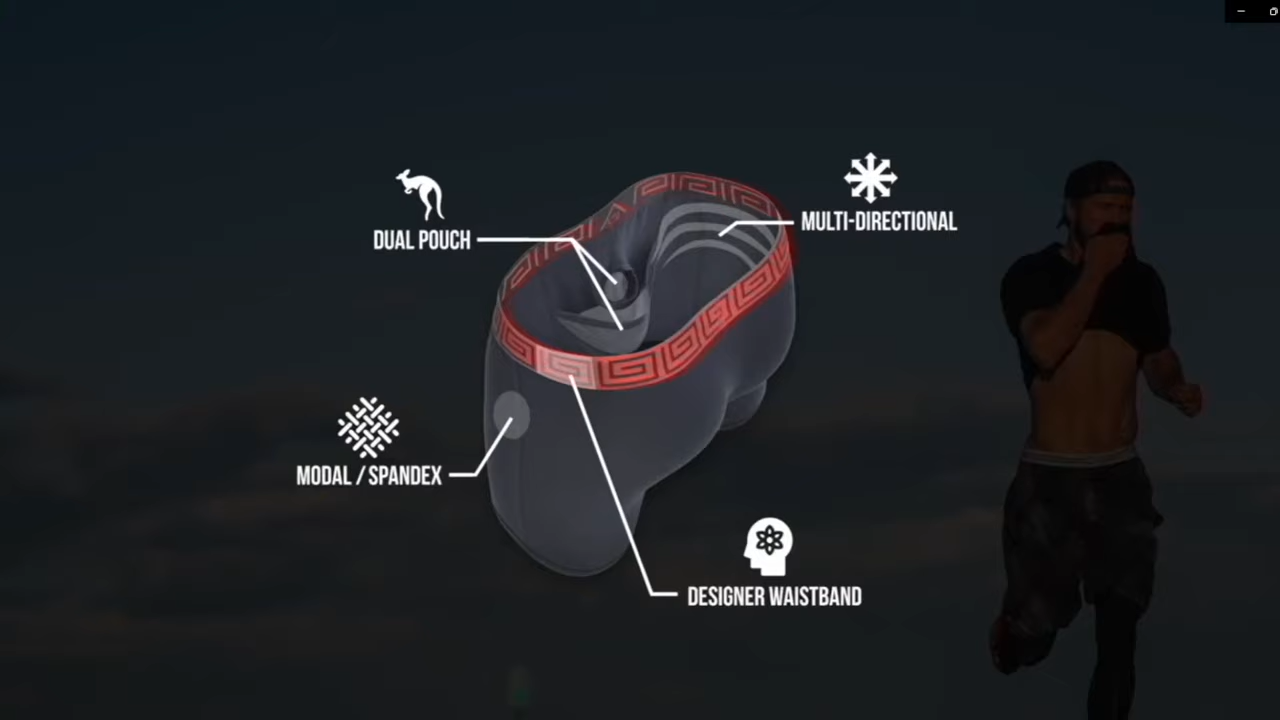 DUAL POUCH
MULTI-DIRECTIONAL
MODAL / SPANDEX
DESIGNER WAISTBAND